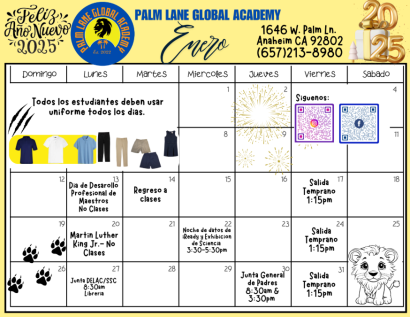 Feliz
Año Nuevo
2025
PALM LANE GLOBAL ACADEMY
PALM LANE GLOBAL ACADEMY
Enero
1646 W. Palm Ln.
Anaheim CA 92802
(657)213-8980
2025
Domingo Lunes Martes Miercoles Jueves Viernes Sabado
1 2 3 4
Todos los estudiantes deben usar
uniforme todos los dias.
Siguenos:
8 9 11
12 13 14 15 16 17 18
Dia de Desarollo
Profesional de
Maestros
No Clases
Regreso a
clases
Salida
Temprano
1:15pm
19 20 21 22 23 24 25
Martin Luther
King Jr.- No
Clases
Noche de datos de
iReady y Exhibicion
de Science
3:30-5:30pm
Salida
Temprano
1:15pm
26 27 28 29 30 31
Junta DELAC/SSC
8:30am
Libreria
Junta General
de Padres
8:30am &
3:30pm
Salida
Temprano
1:15pm